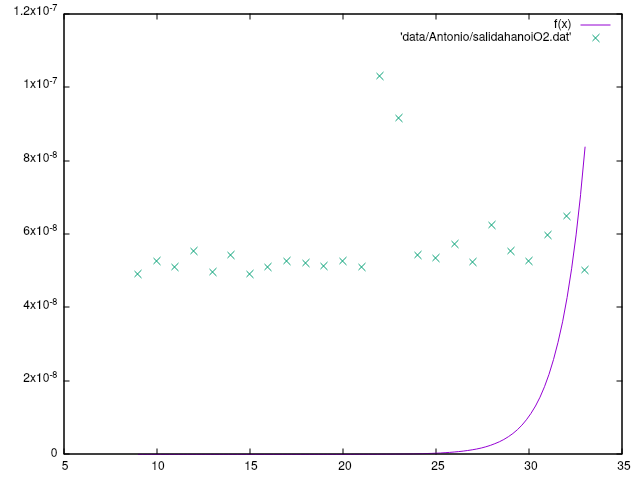 1.2x10-7
f(x)
'data/Antonio/salidahanoiO2.dat'
1x10-7
8x10-8
6x10-8
4x10-8
2x10-8
0
5 10 15 20 25 30 35